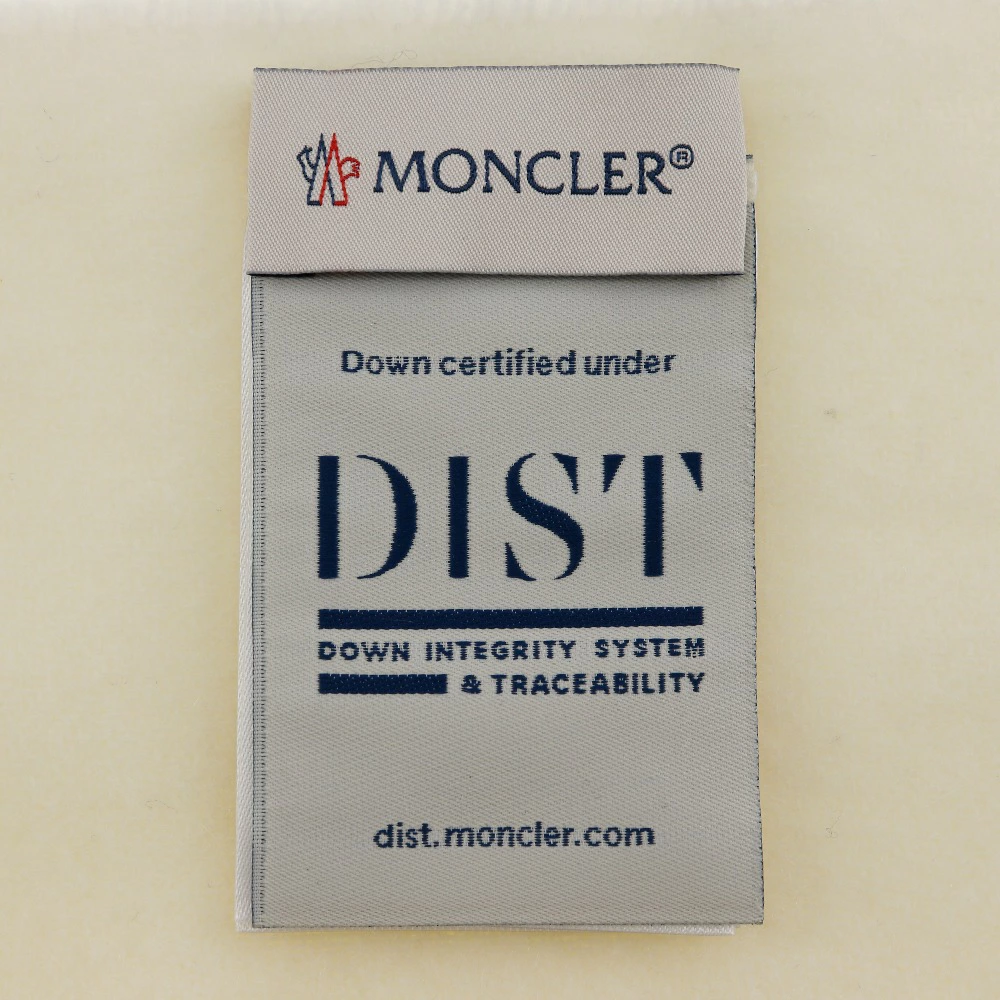 MONCLER®
Down certified under
DIST
DOWN INTEGRITY SYSTEM
& TRACEABILITY
dist.moncler.com